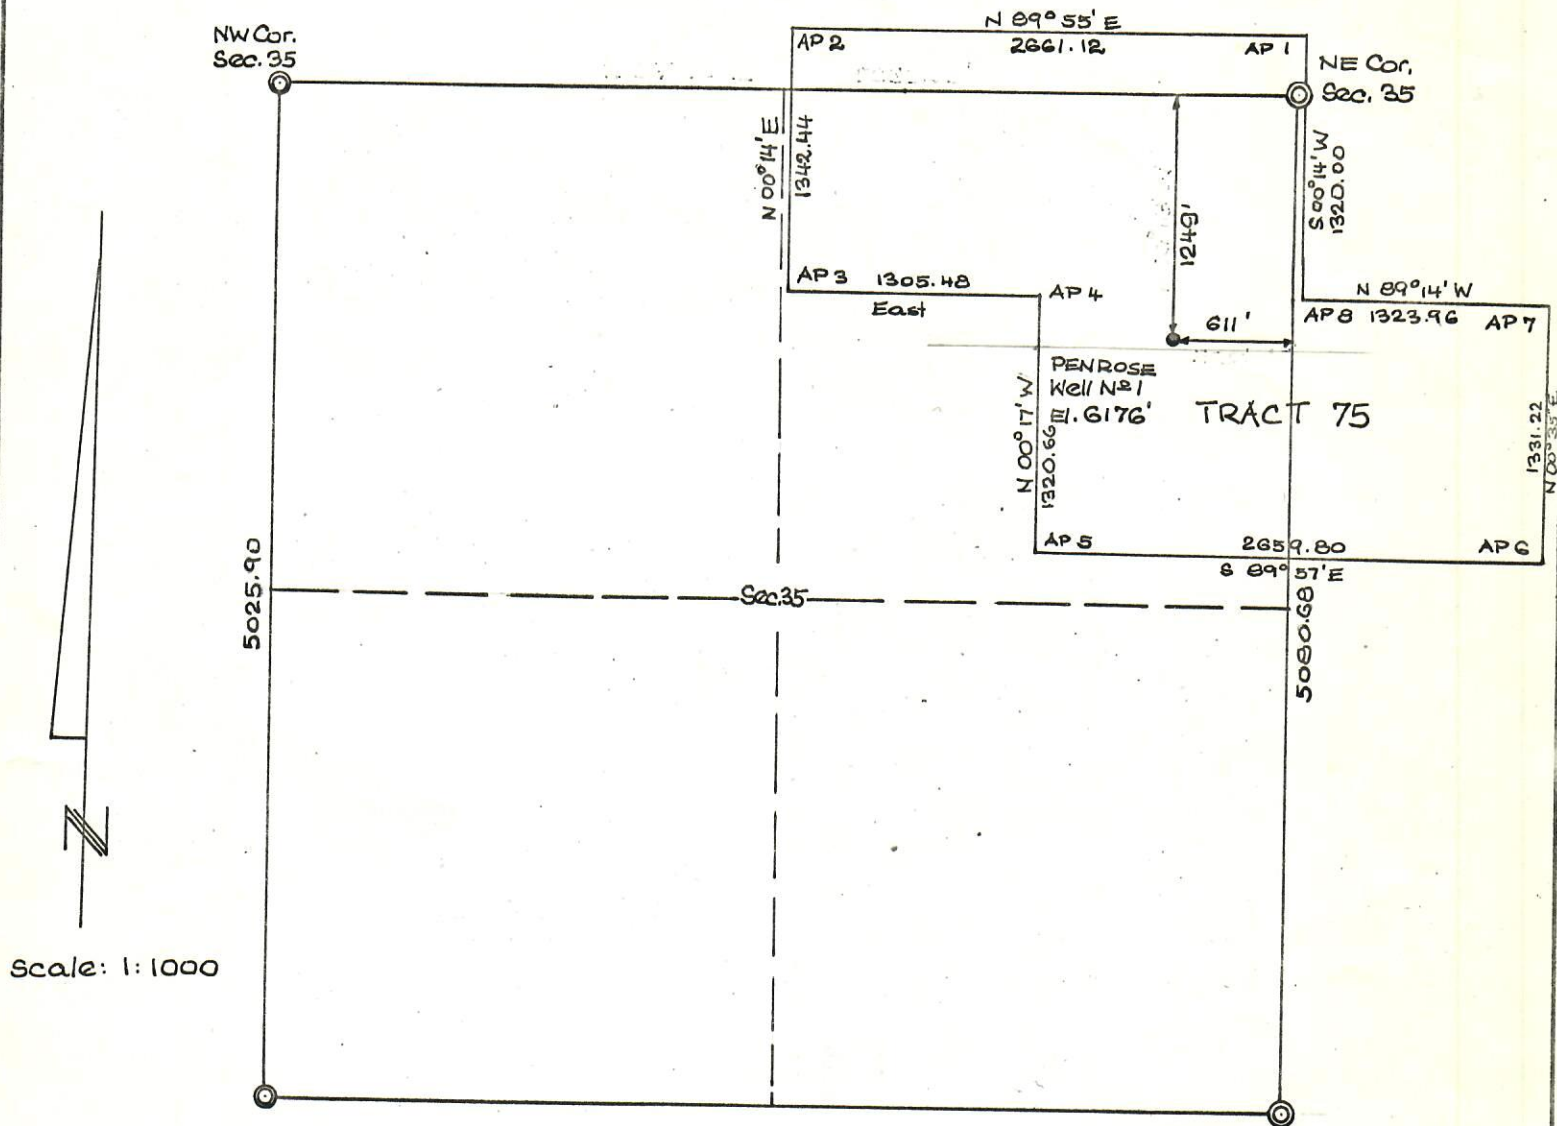 N 89° 55' E
AP 2
2661.12
AP 1
NW Cor.
Sec. 35
NE Cor.
Sec. 35
N 00° 14' E
1342.44
S 00° 14' W
1320.00
1249'
AP 3
1305.48
East
AP 4
N 89° 14' W
AP 8
1323.96
AP 7
611'
PENROSE
Well № 1
El. 6176'
TRACT 75
N 00° 17' W
1320.66
1331.22
N 00° 35' E
AP 5
2659.80
S 89° 57' E
AP 6
5025.90
Sec. 35
5080.68
N
Scale: 1:1000